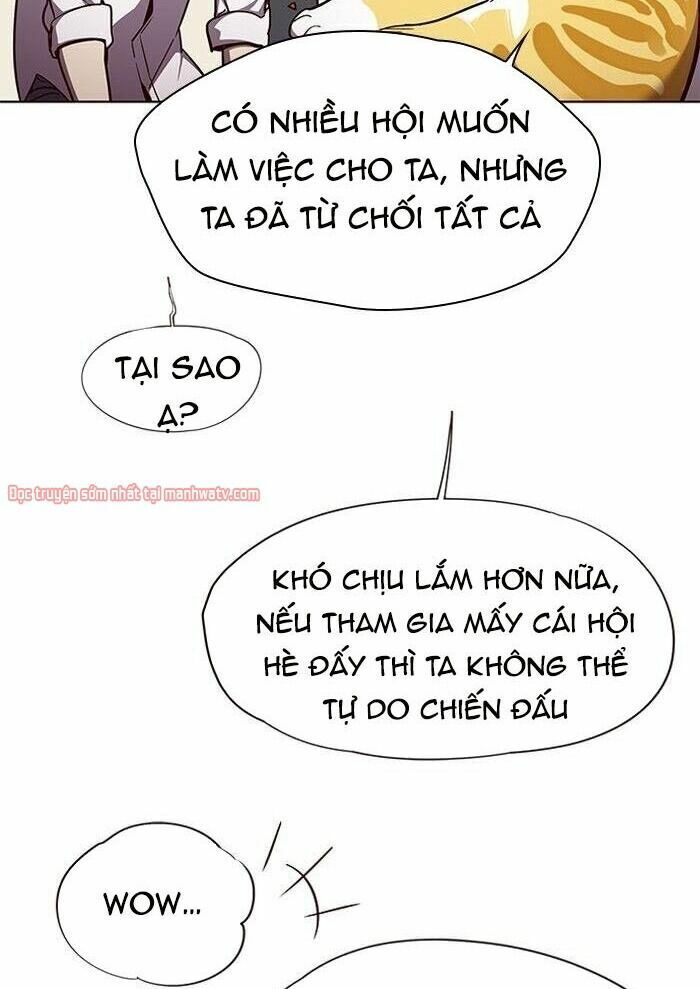 CÓ NHIỀU HỘI MUỐN
LÀM VIỆC CHO TA, NHƯNG
TA ĐÃ TỪ CHỐI TẤT CẢ
TẠI SAO
Ạ?
Đọc truyện sớm nhất tại manhwatv.com
KHÓ CHỊU LẮM HƠN NỮA,
NẾU THAM GIA MẤY CÁI HỘI
HÈ ĐẤY THÌ TA KHÔNG THỂ
TỰ DO CHIẾN ĐẤU
WOW...